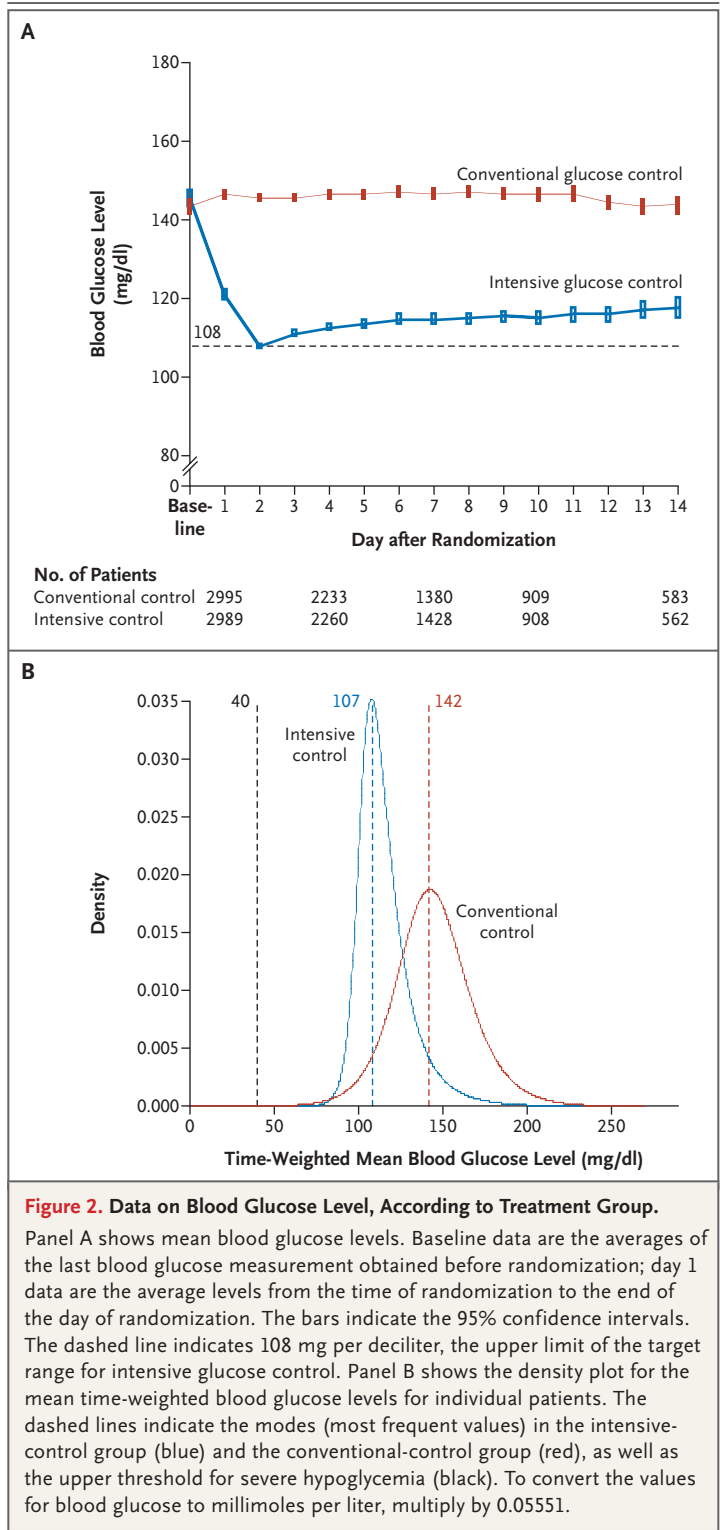 A
180
160
140
120
100
80
0
Blood Glucose Level
(mg/dl)
Conventional glucose control
Intensive glucose control
108
Base-
line
1 2 3 4 5 6 7 8 9 10 11 12 13 14
Day after Randomization
No. of Patients
Conventional control 2995 2233 1380 909 583
Intensive control 2989 2260 1428 908 562
B
0.035
0.030
0.025
0.020
0.015
0.010
0.005
0.000
Density
40
107
142
Intensive
control
Conventional
control
0 50 100 150 200 250
Time-Weighted Mean Blood Glucose Level (mg/dl)
Figure 2. Data on Blood Glucose Level, According to Treatment Group.
Panel A shows mean blood glucose levels. Baseline data are the averages of
the last blood glucose measurement obtained before randomization; day 1
data are the average levels from the time of randomization to the end of
the day of randomization. The bars indicate the 95% confidence intervals.
The dashed line indicates 108 mg per deciliter, the upper limit of the target
range for intensive glucose control. Panel B shows the density plot for the
mean time-weighted blood glucose levels for individual patients. The
dashed lines indicate the modes (most frequent values) in the intensive-
control group (blue) and the conventional-control group (red), as well as
the upper threshold for severe hypoglycemia (black). To convert the values
for blood glucose to millimoles per liter, multiply by 0.05551.